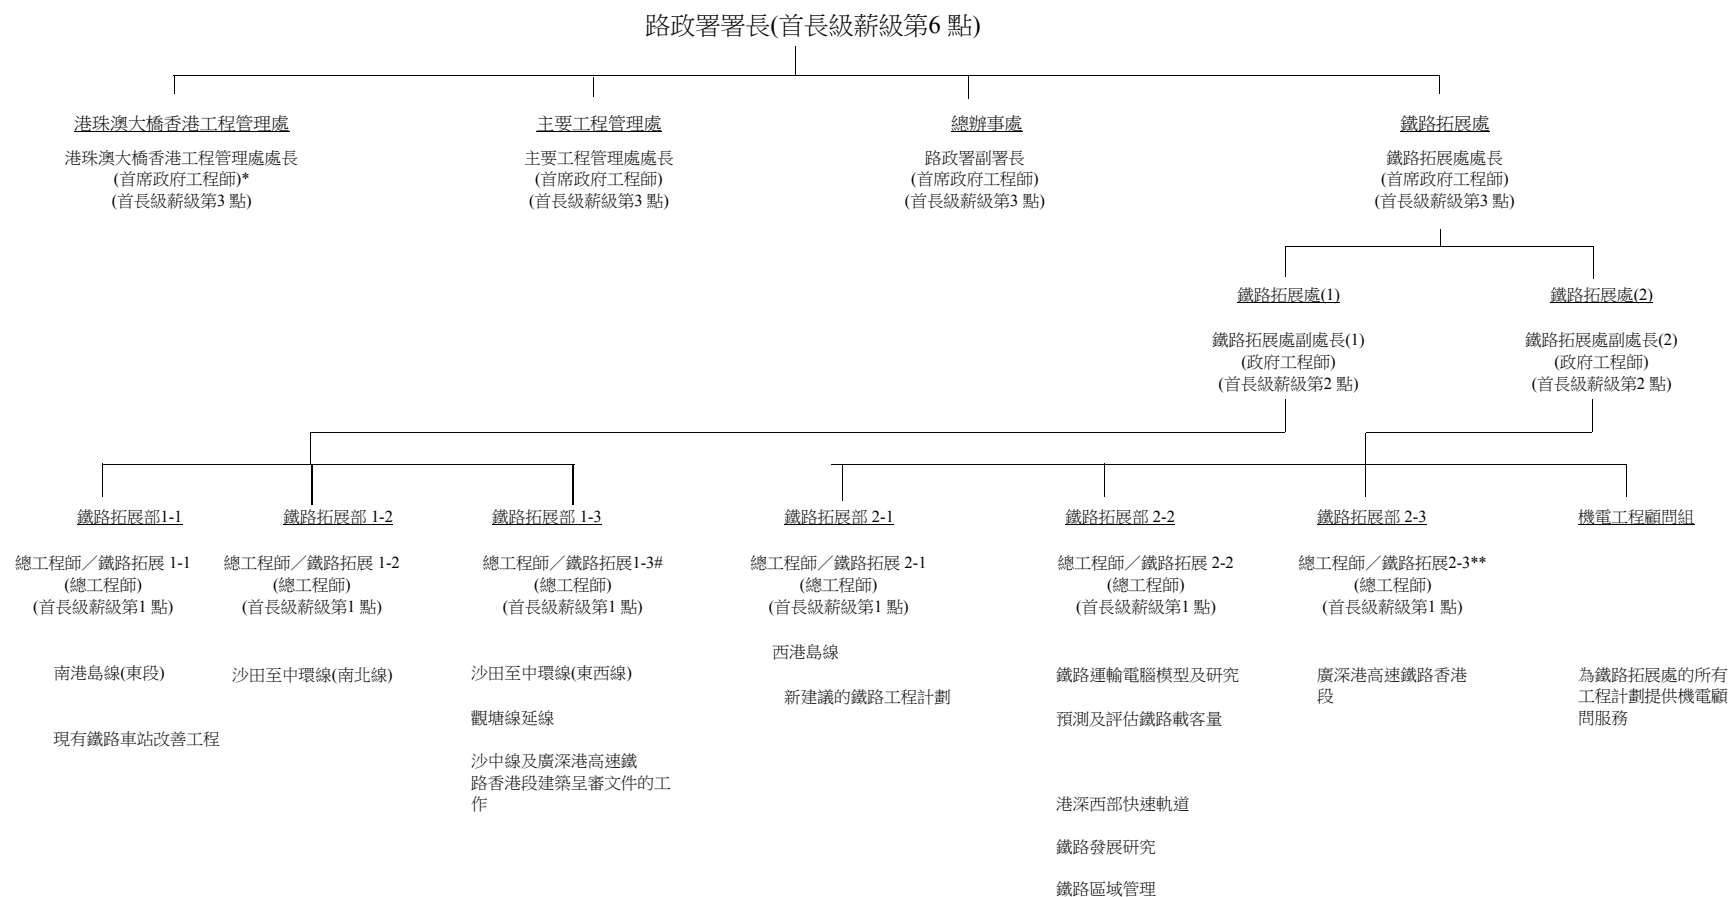 路政署署長(首長級薪級第6 點)
港珠澳大橋香港工程管理處
港珠澳大橋香港工程管理處處長
(首席政府工程師)*
(首長級薪級第3 點)
主要工程管理處
主要工程管理處處長
(首席政府工程師)
(首長級薪級第3 點)
總辦事處
路政署副署長
(首席政府工程師)
(首長級薪級第3 點)
鐵路拓展處
鐵路拓展處處長
(首席政府工程師)
(首長級薪級第3 點)
鐵路拓展處(1)
鐵路拓展處副處長(1)
(政府工程師)
(首長級薪級第2 點)
鐵路拓展處(2)
鐵路拓展處副處長(2)
(政府工程師)
(首長級薪級第2 點)
鐵路拓展部1-1
總工程師／鐵路拓展 1-1
(總工程師)
(首長級薪級第1 點)
南港島線(東段)
現有鐵路車站改善工程
鐵路拓展部 1-2
總工程師／鐵路拓展 1-2
(總工程師)
(首長級薪級第1 點)
沙田至中環線(南北線)
鐵路拓展部 1-3
總工程師／鐵路拓展1-3#
(總工程師)
(首長級薪級第1 點)
沙田至中環線(東西線)
觀塘線延線
沙中線及廣深港高速鐵
路香港段建築呈審文件的工
作
鐵路拓展部 2-1
總工程師／鐵路拓展 2-1
(總工程師)
(首長級薪級第1 點)
西港島線
新建議的鐵路工程計劃
鐵路拓展部 2-2
總工程師／鐵路拓展 2-2
(總工程師)
(首長級薪級第1 點)
鐵路運輸電腦模型及研究
預測及評估鐵路載客量
港深西部快速軌道
鐵路發展研究
鐵路區域管理
鐵路拓展部 2-3
總工程師／鐵路拓展2-3**
(總工程師)
(首長級薪級第1 點)
廣深港高速鐵路香港
段
機電工程顧問組
為鐵路拓展處的所有
工程計劃提供機電顧
問服務